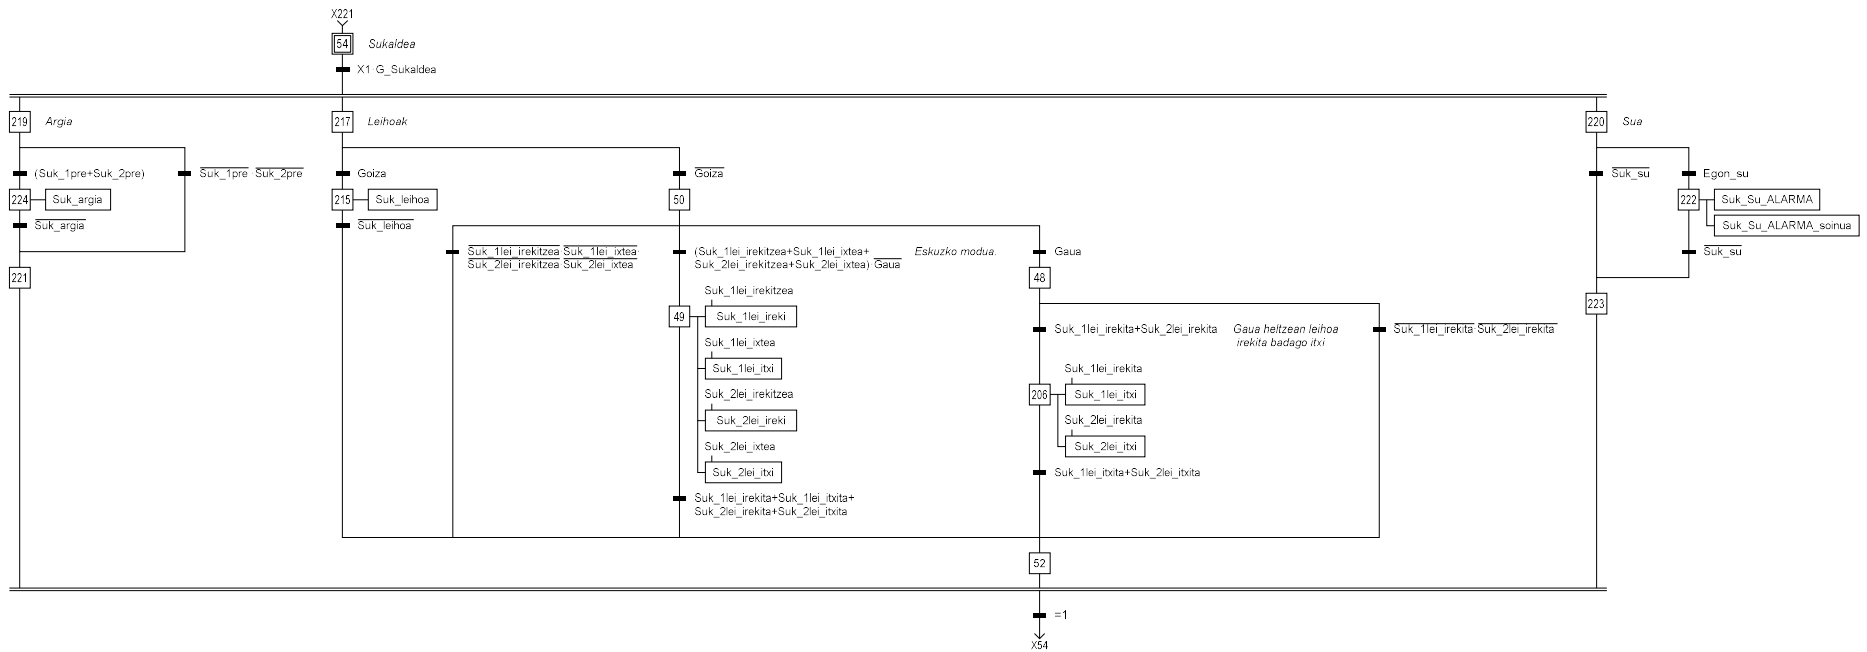 X221
54 Sukaldea
X1·G_Sukaldea
219 Argia
217 Leihoak
220 Sua
(Suk_1pre+Suk_2pre)
Suk_1pre·Suk_2pre
Goiza
Goiza
Suk_su
Egon_su
224 Suk_argia
215 Suk_leihoa
50
222 Suk_Su_ALARMA
Suk_Su_ALARMA_soinua
Suk_argia
Suk_leihoa
Suk_1lei_irekitzea·Suk_1lei_ixtea·
Suk_2lei_irekitzea·Suk_2lei_ixtea
(Suk_1lei_irekitzea+Suk_1lei_ixtea+
Suk_2lei_irekitzea+Suk_2lei_ixtea)·Gaua
Eskuzko modua.
Gaua
Suk_su
221
48
223
Suk_1lei_irekitzea
49 Suk_1lei_ireki
Suk_1lei_ixtea
Suk_1lei_itxi
Suk_2lei_irekitzea
Suk_2lei_ireki
Suk_2lei_ixtea
Suk_2lei_itxi
Suk_1lei_irekita+Suk_1lei_itxita+
Suk_2lei_irekita+Suk_2lei_itxita
Suk_1lei_irekita+Suk_2lei_irekita
Gaua heltzean leihoa
irekita badago itxi
Suk_1lei_irekita·Suk_2lei_irekita
Suk_1lei_irekita
206 Suk_1lei_itxi
Suk_2lei_irekita
Suk_2lei_itxi
Suk_1lei_itxita+Suk_2lei_itxita
52
=1
X54